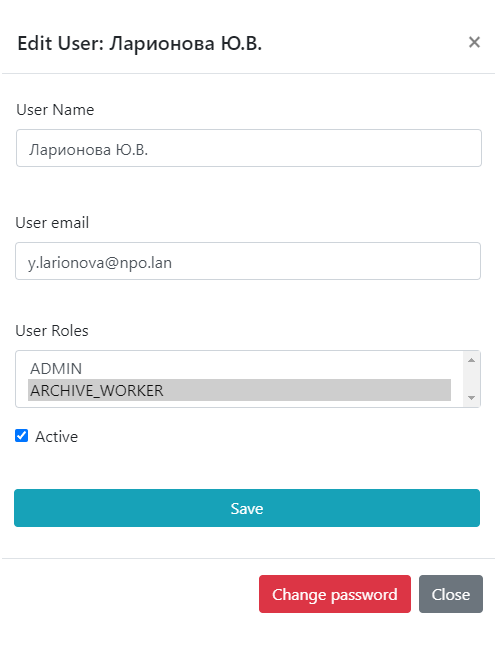 Edit User: Ларионова Ю.В.
×
User Name
Ларионова Ю.В.
User email
y.larionova@npo.lan
User Roles
ADMIN
ARCHIVE_WORKER
Active
Save
Change password
Close